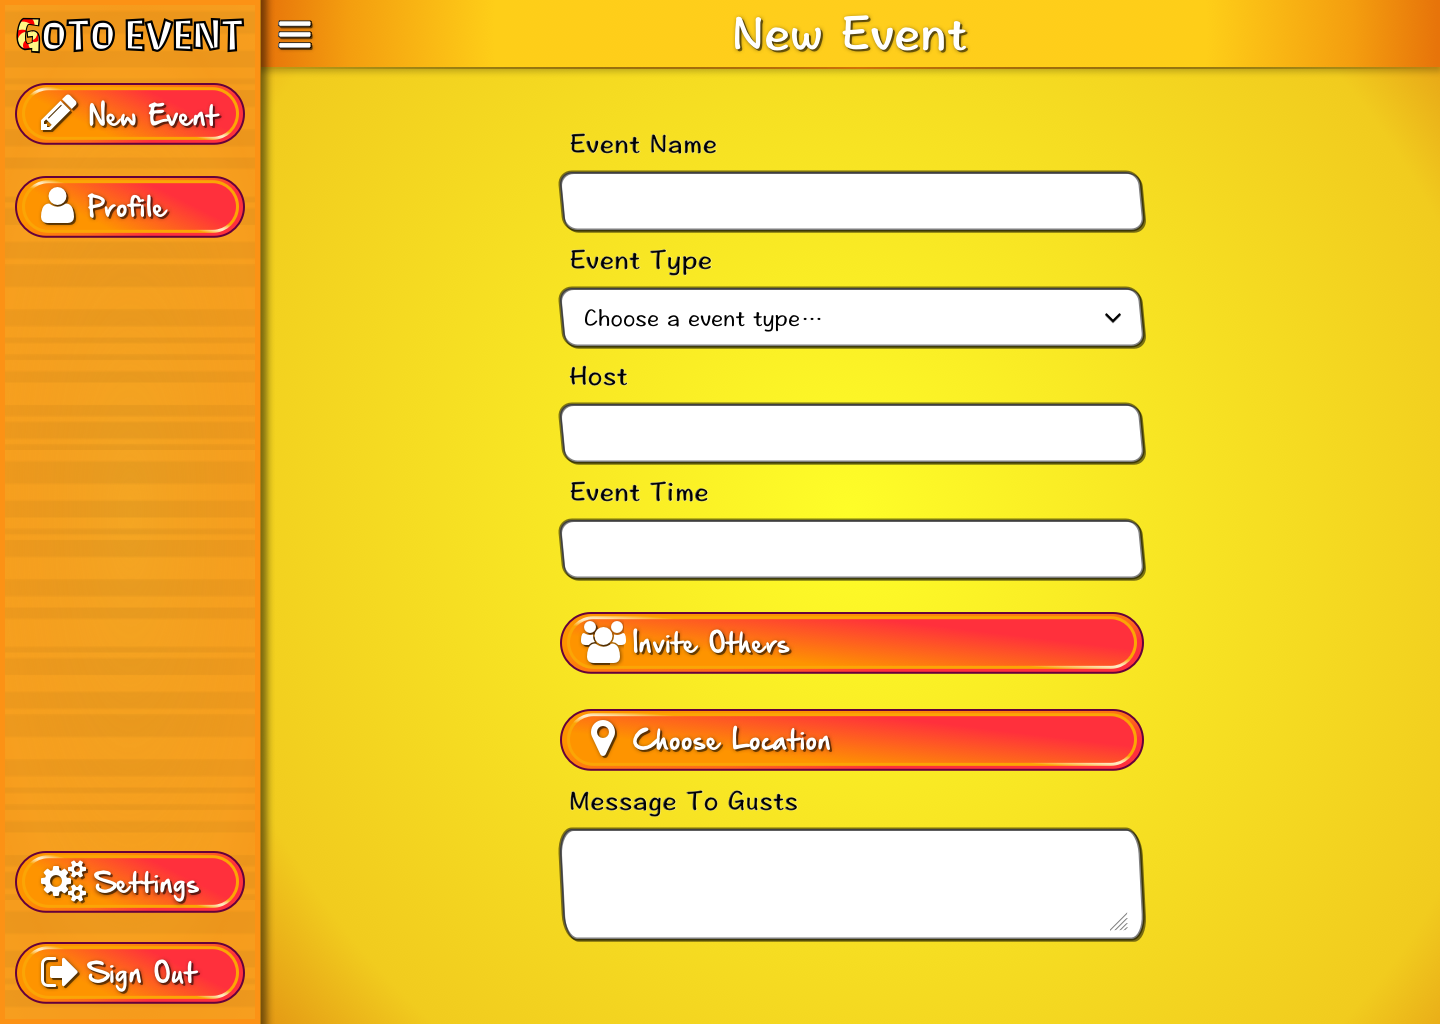 GOTO EVENT
New Event
Profile
Settings
Sign Out
New Event
Event Name
Event Type
Choose a event type...
Host
Event Time
Invite Others
Choose Location
Message To Gusts